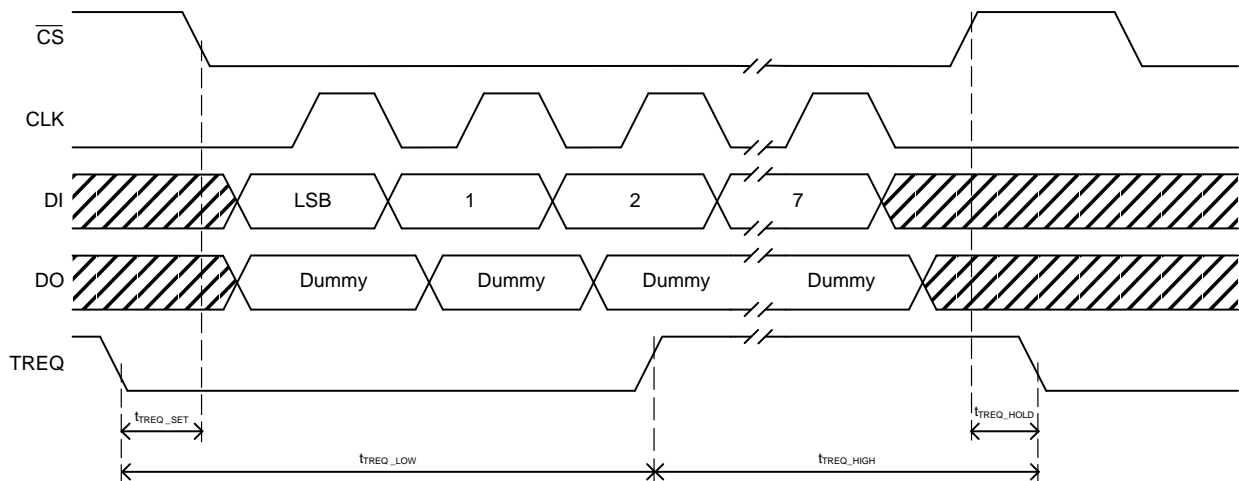 CS
CLK
DI LSB 1 2 7
DO Dummy Dummy Dummy Dummy
TREQ
tTREQ_SET tTREQ_HOLD
tTREQ_LOW tTREQ_HIGH